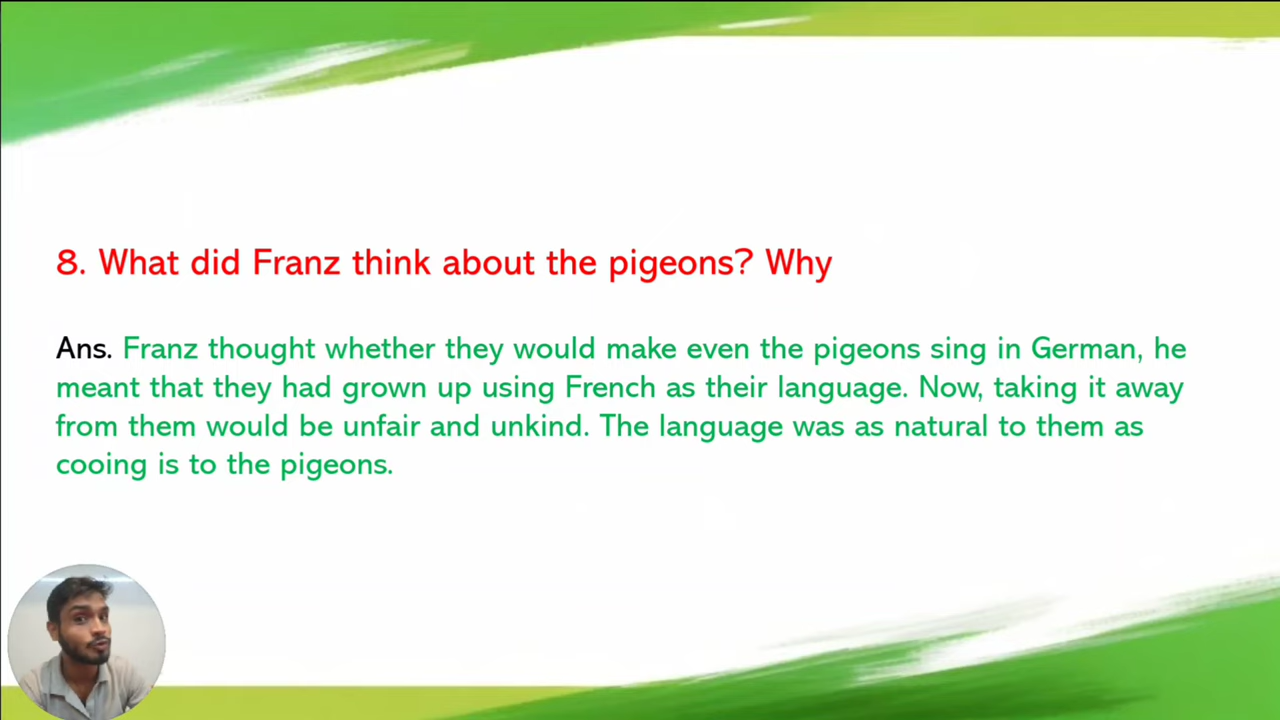 8. What did Franz think about the pigeons? Why
Ans. Franz thought whether they would make even the pigeons sing in German, he
meant that they had grown up using French as their language. Now, taking it away
from them would be unfair and unkind. The language was as natural to them as
cooing is to the pigeons.